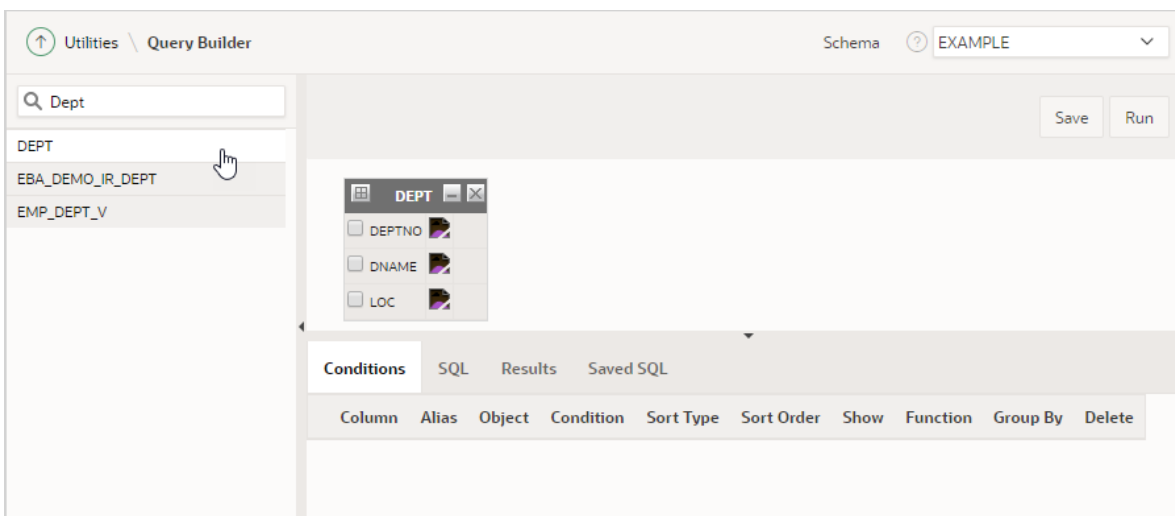 Utilities \ Query Builder
Schema ? EXAMPLE
Dept
Save Run
DEPT
EBA_DEMO_IR_DEPT
EMP_DEPT_V
DEPT
DEPTNO
DNAME
LOC
Conditions SQL Results Saved SQL
Column Alias Object Condition Sort Type Sort Order Show Function Group By Delete